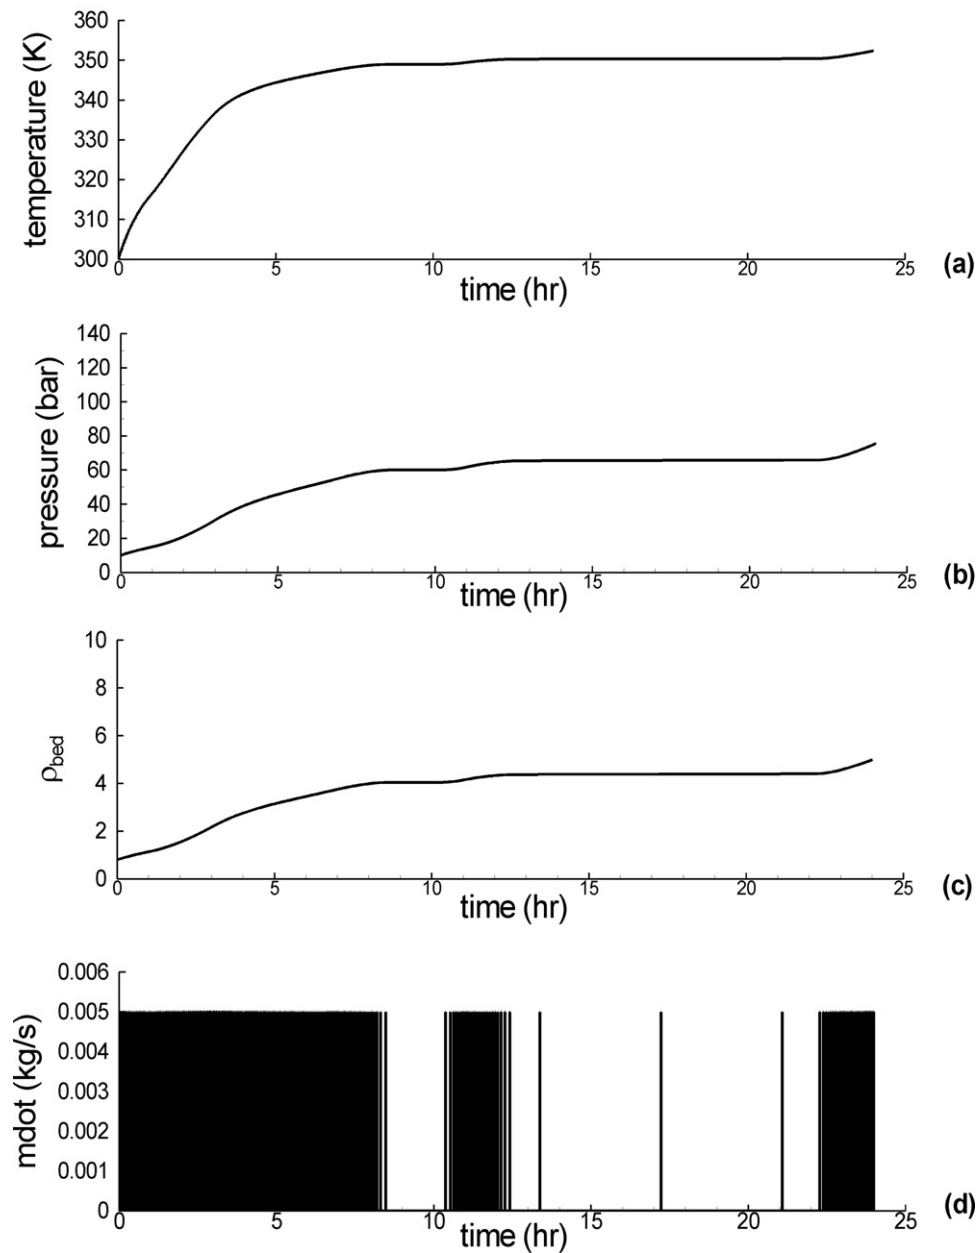 360
350
340
330
320
310
300
temperature (K)
0 5 10 15 20 25
time (hr)
(a)
140
120
100
80
60
40
20
0
pressure (bar)
0 5 10 15 20 25
time (hr)
(b)
10
8
6
4
2
0
ρbed
0 5 10 15 20 25
time (hr)
(c)
0.006
0.005
0.004
0.003
0.002
0.001
0
mdot (kg/s)
0 5 10 15 20 25
time (hr)
(d)